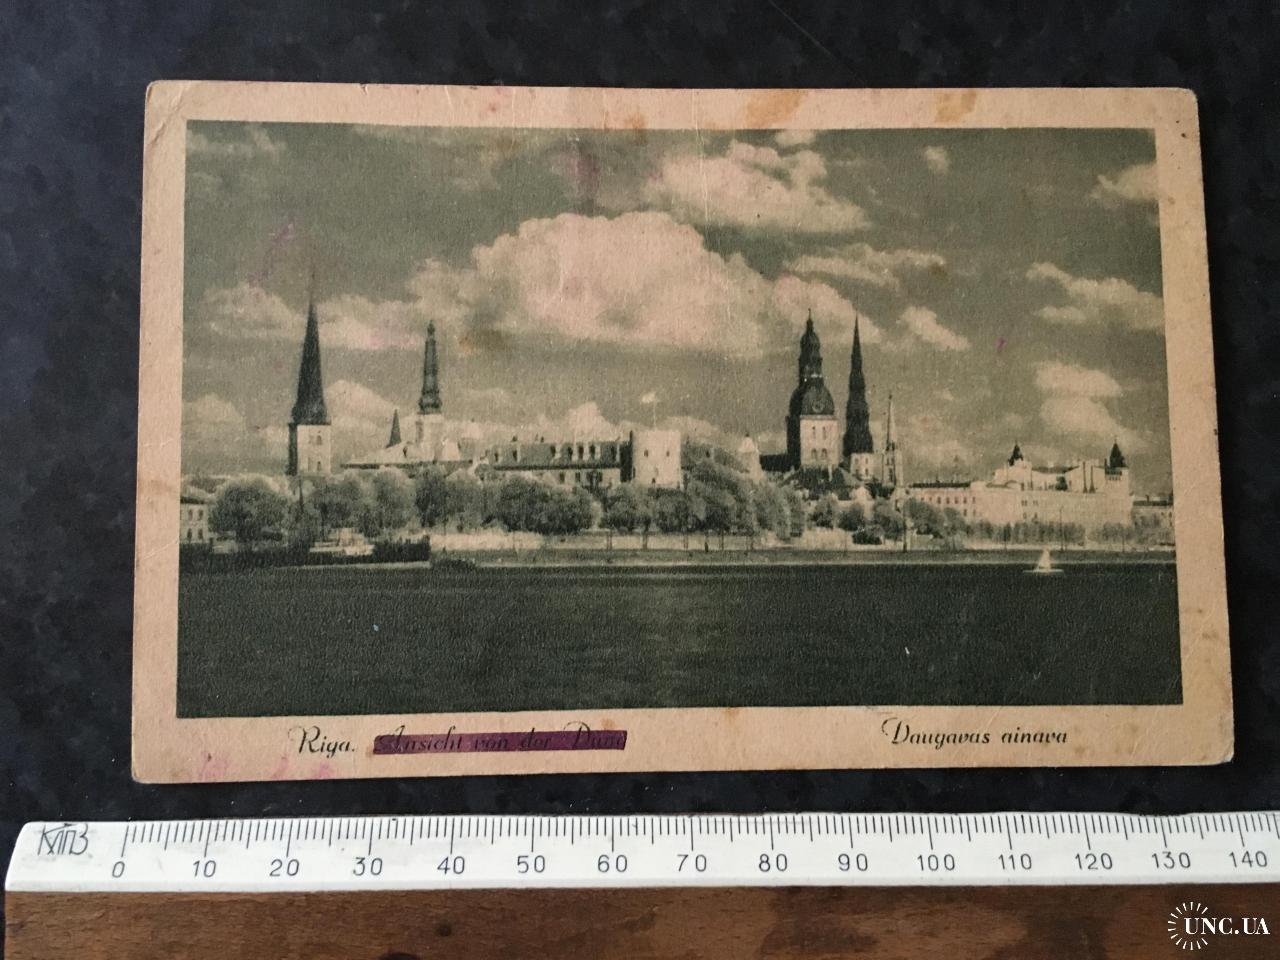 Riga. Ansicht von der Düna
Daugavas ainava
КПВ
0 10 20 30 40 50 60 70 80 90 100 110 120 130 140
UNC.UA